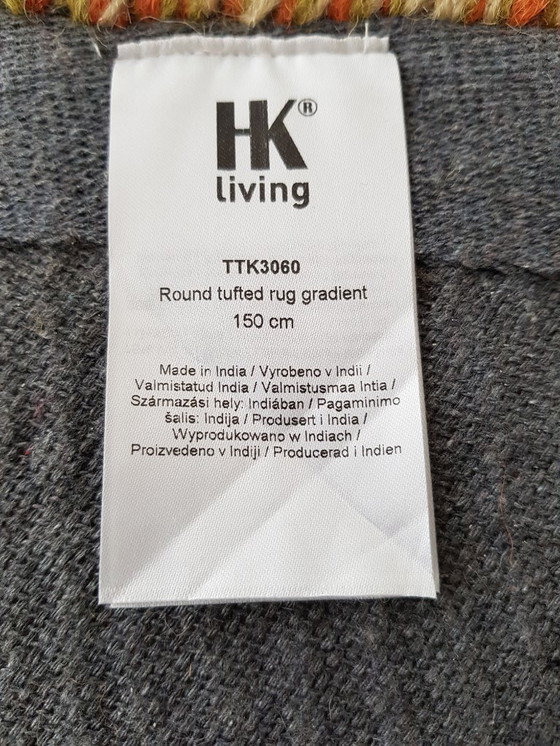 HK®
living
TTK3060
Round tufted rug gradient
150 cm
Made in India / Vyrobeno v Indii /
Valmistatud India / Valmistusmaa Intia /
Származási hely: Indiában / Pagaminimo
šalis: Indija / Produsert i India /
Wyprodukowano w Indiach /
Proizvedeno v Indiji / Producerad i Indien